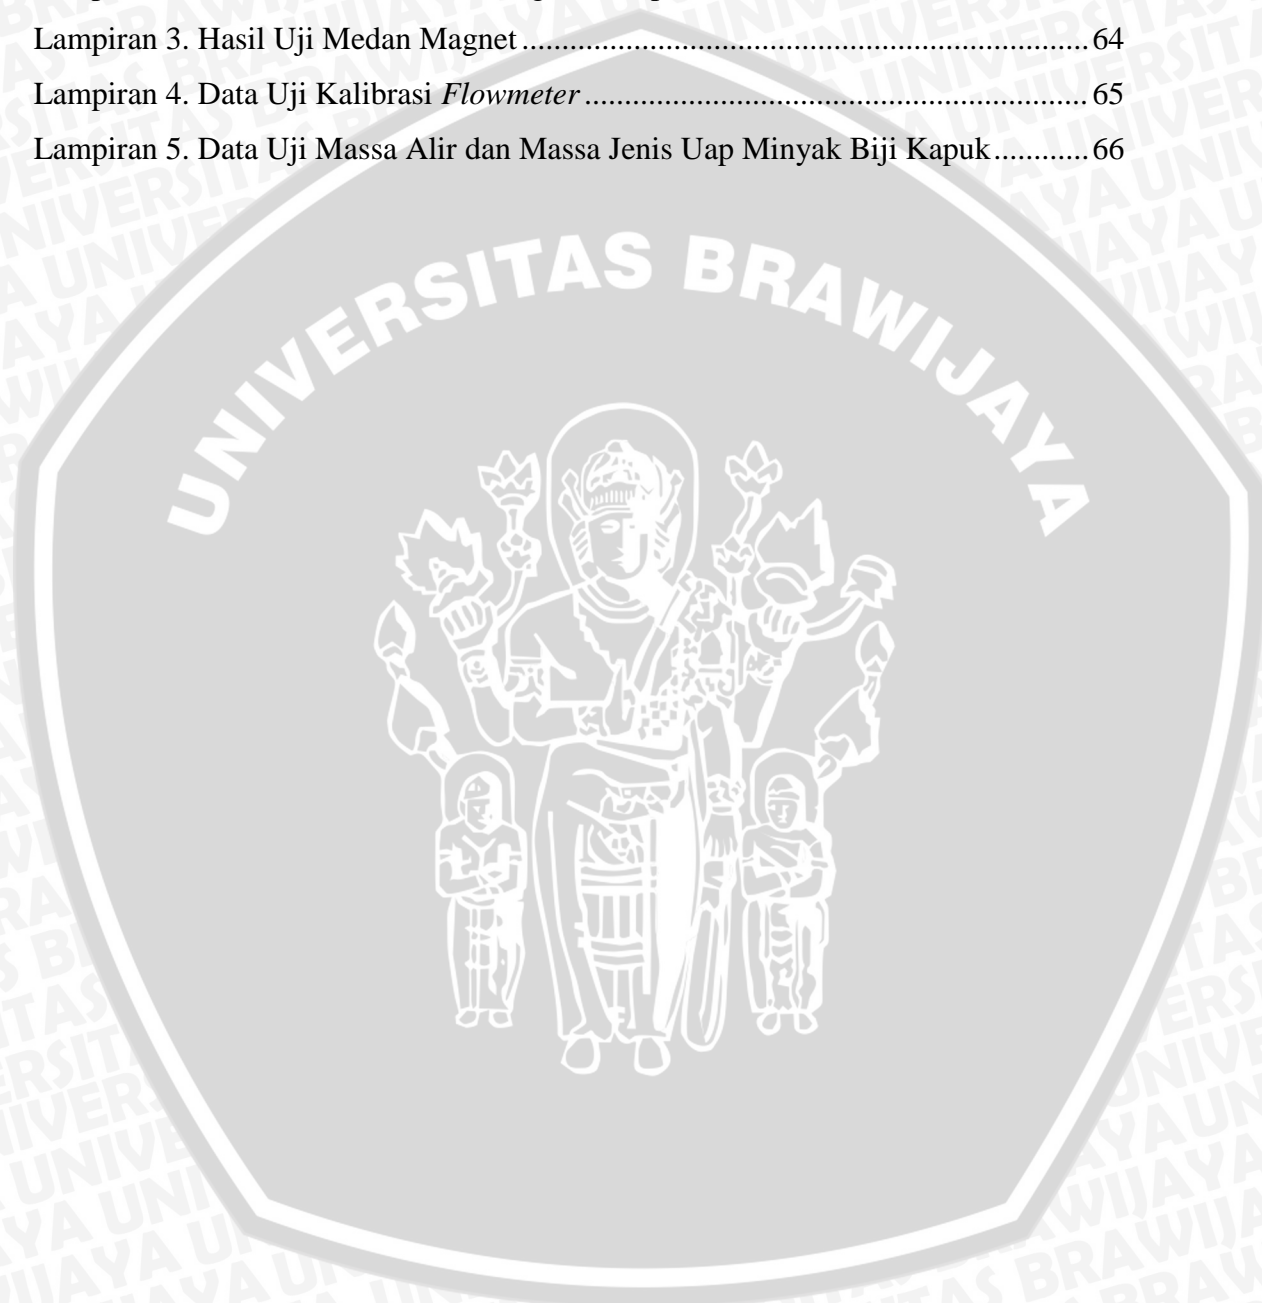 Lampiran 3. Hasil Uji Medan Magnet ........................................................................ 64
Lampiran 4. Data Uji Kalibrasi Flowmeter ................................................................ 65
Lampiran 5. Data Uji Massa Alir dan Massa Jenis Uap Minyak Biji Kapuk ............ 66
UNIVERSITAS BRAWIJAYA